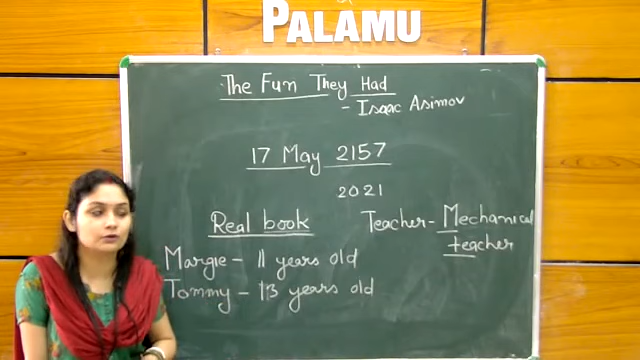 PALAMU
The Fun They Had
- Isaac Asimov
17 May 2157
2021
Real book
Teacher - Mechanical
teacher
Margie - 11 years old
Tommy - 13 years old